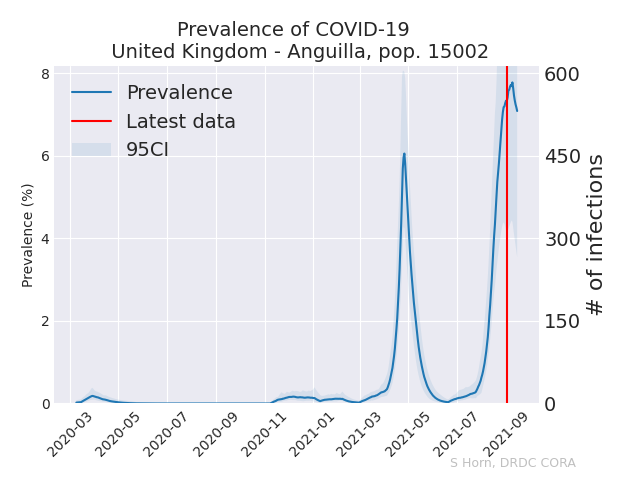 Prevalence of COVID-19
United Kingdom - Anguilla, pop. 15002
Prevalence
Latest data
95CI
Prevalence (%)
8
6
4
2
0
# of infections
600
450
300
150
0
2020-03
2020-05
2020-07
2020-09
2020-11
2021-01
2021-03
2021-05
2021-07
2021-09
S Horn, DRDC CORA